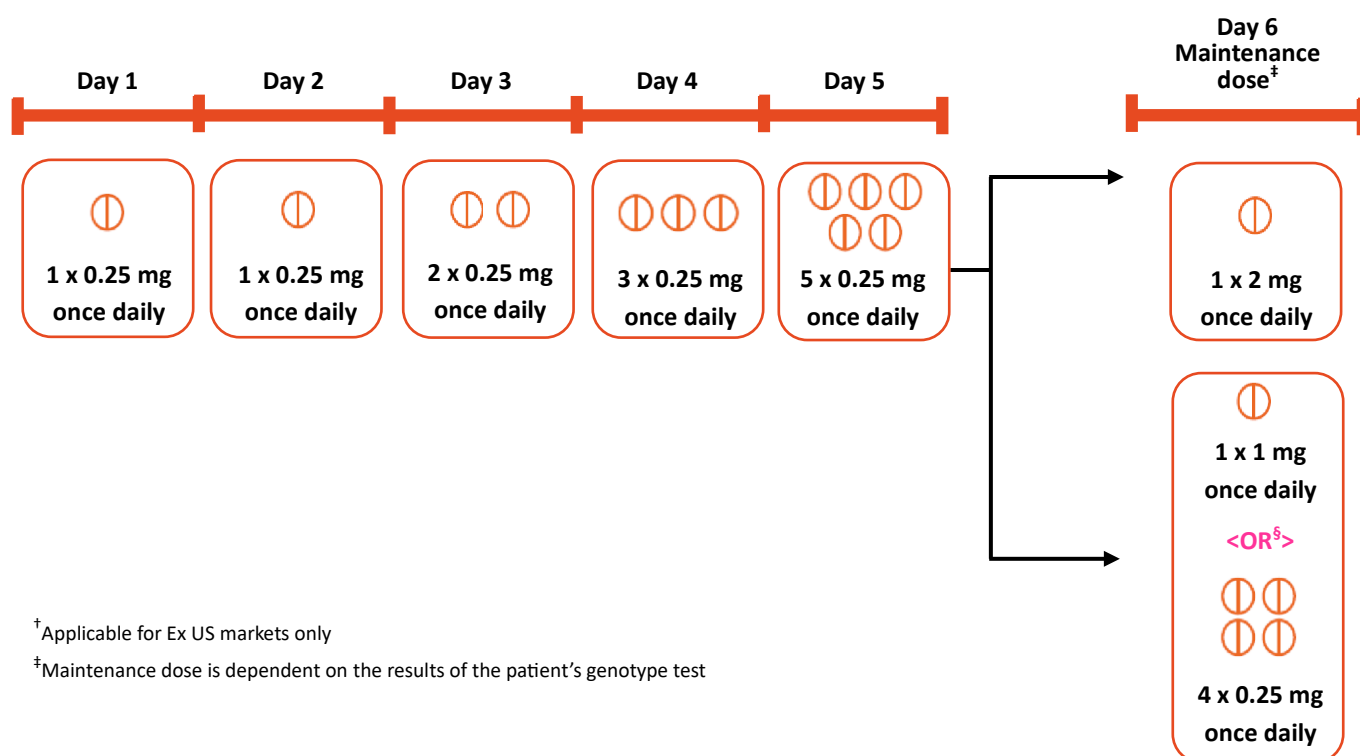 Day 1
Day 2
Day 3
Day 4
Day 5
Day 6
Maintenance
dose‡
1 x 0.25 mg
once daily
1 x 0.25 mg
once daily
2 x 0.25 mg
once daily
3 x 0.25 mg
once daily
5 x 0.25 mg
once daily
1 x 2 mg
once daily
1 x 1 mg
once daily
<OR§>
4 x 0.25 mg
once daily
†Applicable for Ex US markets only
‡Maintenance dose is dependent on the results of the patient’s genotype test